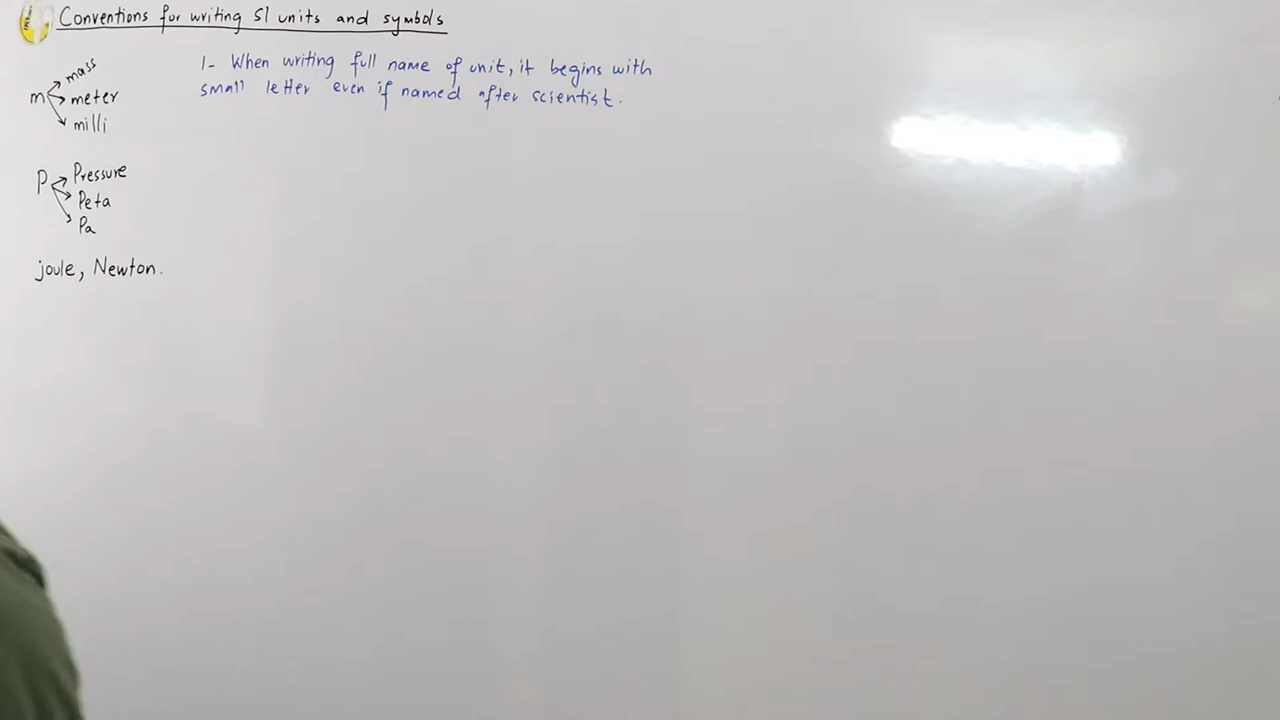 Conventions for writing SI units and symbols
1- When writing full name of unit, it begins with
small letter even if named after scientist.
m
mass
meter
milli
P
Pressure
Peta
Pa
joule, Newton.